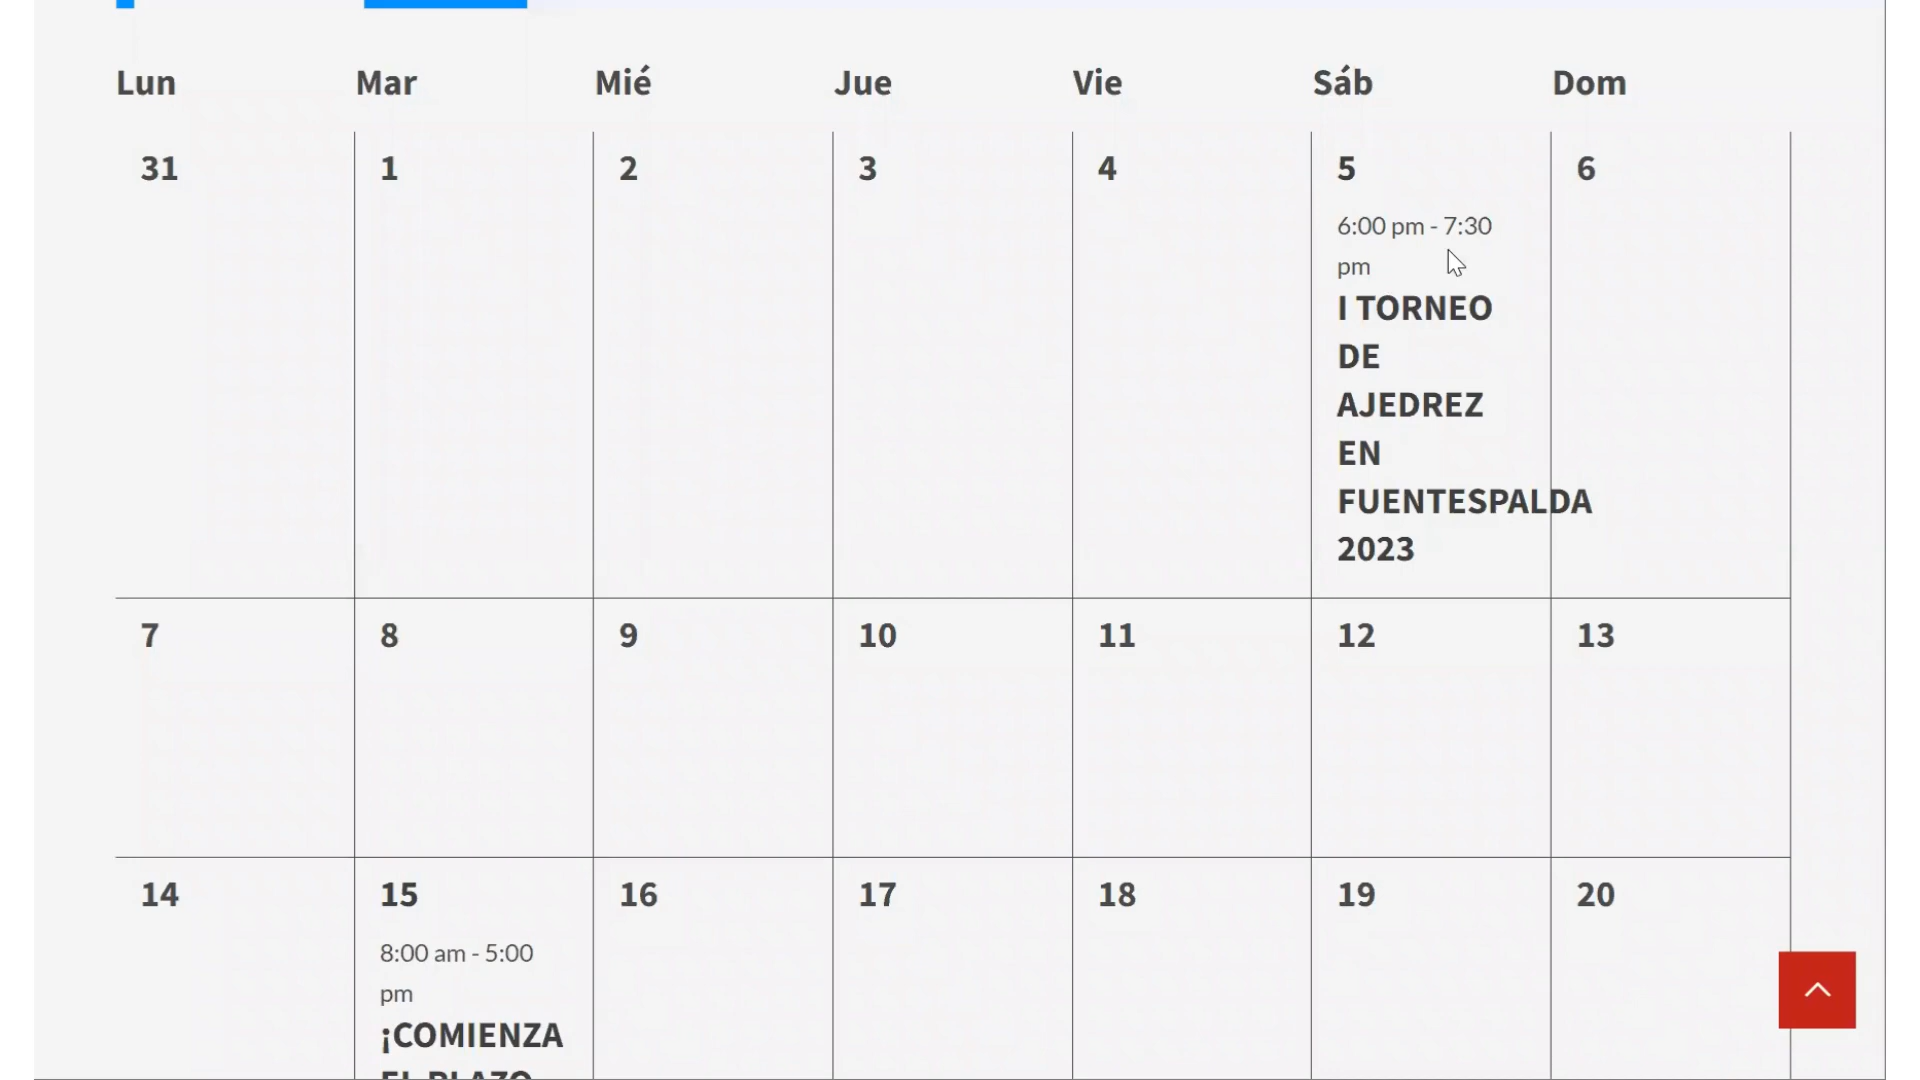 Lun Mar Mié Jue Vie Sáb Dom
31 1 2 3 4 5 6
6:00 pm - 7:30
pm
I TORNEO
DE
AJEDREZ
EN
FUENTESPALDA
2023
7 8 9 10 11 12 13
14 15 16 17 18 19 20
8:00 am - 5:00
pm
¡COMIENZA
EL PLAZO